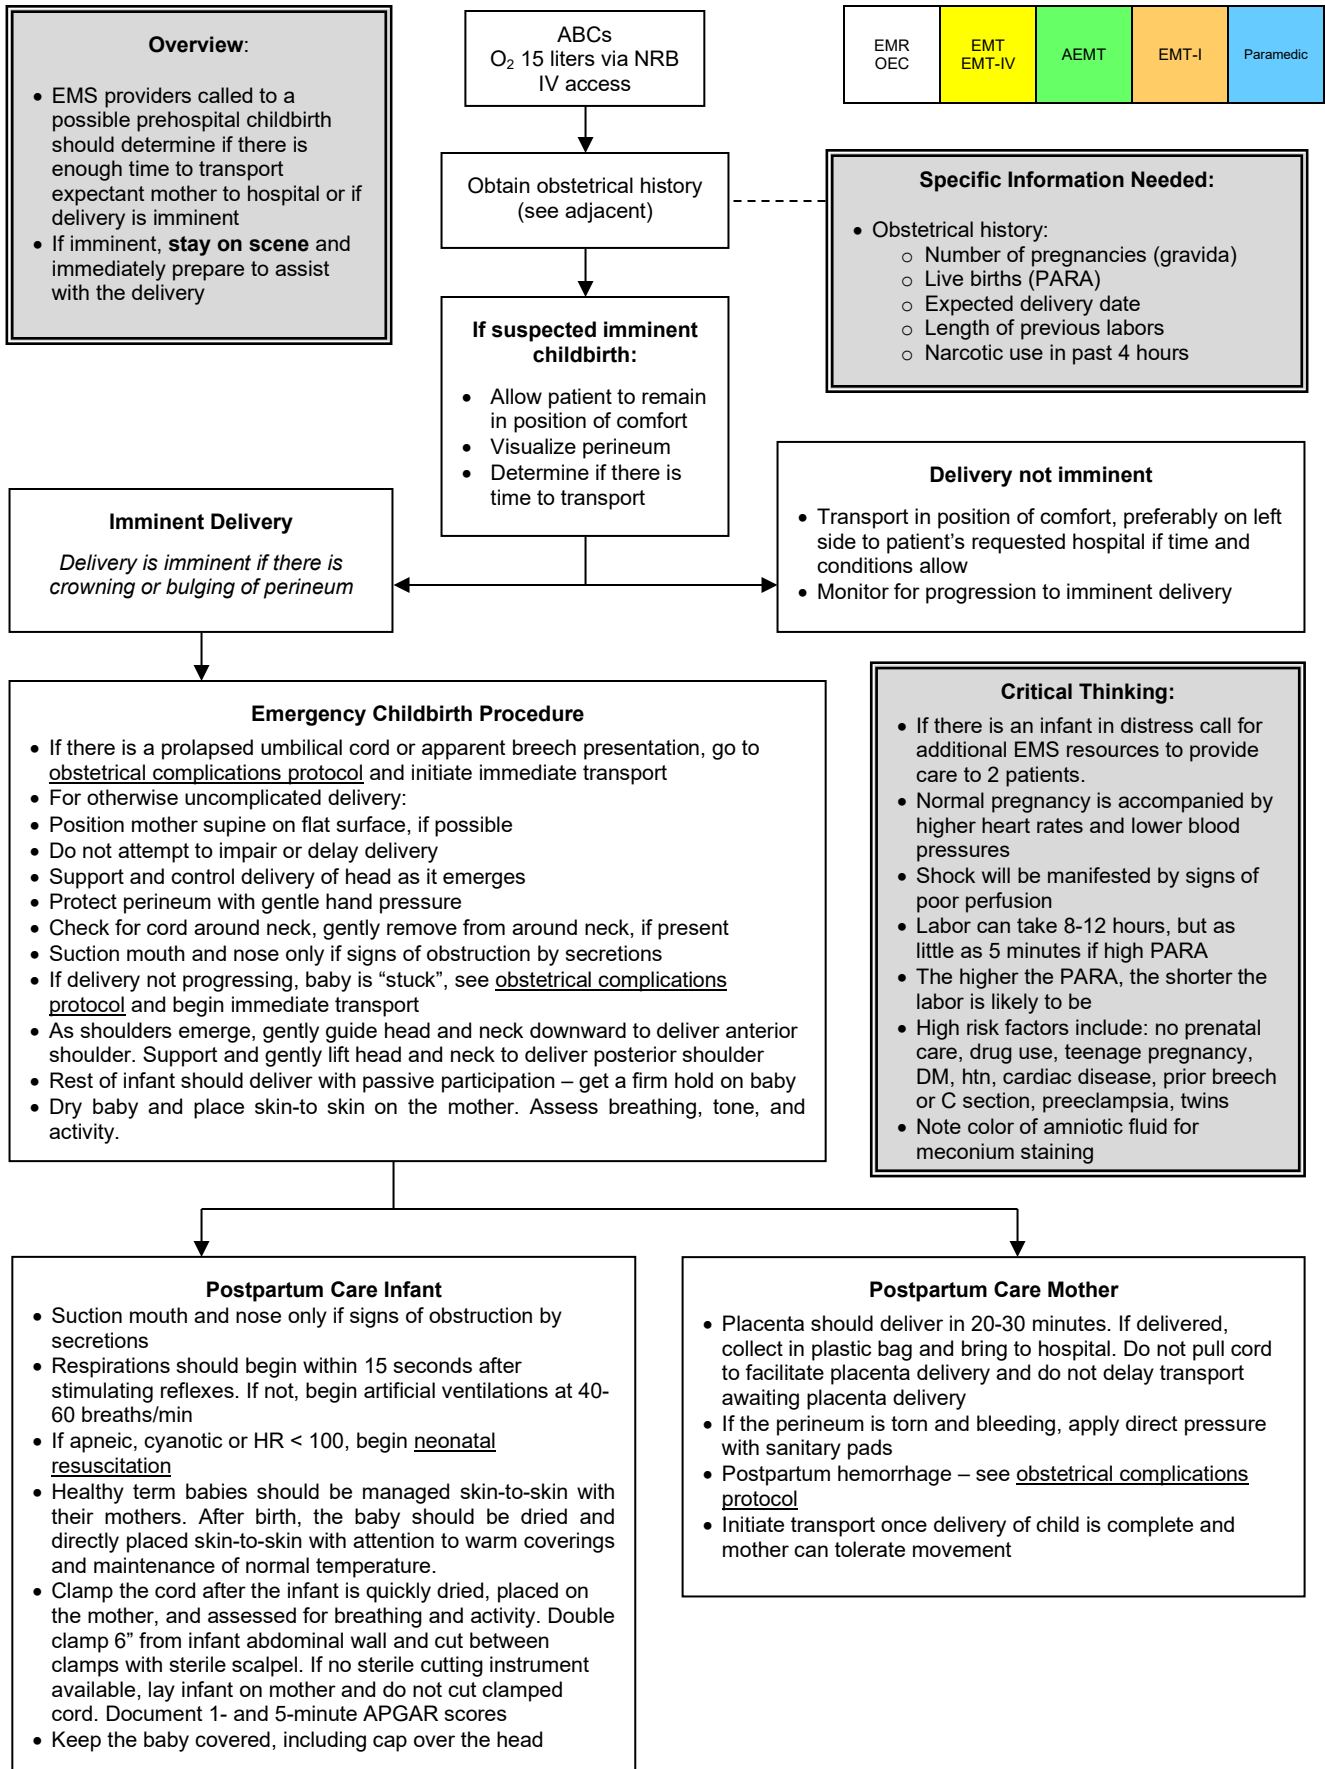 Overview:
• EMS providers called to a
possible prehospital childbirth
should determine if there is
enough time to transport
expectant mother to hospital or if
delivery is imminent
• If imminent, stay on scene and
immediately prepare to assist
with the delivery
ABCs
O2 15 liters via NRB
IV access
EMR
OEC
EMT
EMT-IV
AEMT
EMT-I
Paramedic
Obtain obstetrical history
(see adjacent)
Specific Information Needed:
• Obstetrical history:
o Number of pregnancies (gravida)
o Live births (PARA)
o Expected delivery date
o Length of previous labors
o Narcotic use in past 4 hours
If suspected imminent
childbirth:
• Allow patient to remain
in position of comfort
• Visualize perineum
• Determine if there is
time to transport
Imminent Delivery
Delivery is imminent if there is
crowning or bulging of perineum
Delivery not imminent
• Transport in position of comfort, preferably on left
side to patient’s requested hospital if time and
conditions allow
• Monitor for progression to imminent delivery
Emergency Childbirth Procedure
• If there is a prolapsed umbilical cord or apparent breech presentation, go to
obstetrical complications protocol and initiate immediate transport
• For otherwise uncomplicated delivery:
• Position mother supine on flat surface, if possible
• Do not attempt to impair or delay delivery
• Support and control delivery of head as it emerges
• Protect perineum with gentle hand pressure
• Check for cord around neck, gently remove from around neck, if present
• Suction mouth and nose only if signs of obstruction by secretions
• If delivery not progressing, baby is “stuck”, see obstetrical complications
protocol and begin immediate transport
• As shoulders emerge, gently guide head and neck downward to deliver anterior
shoulder. Support and gently lift head and neck to deliver posterior shoulder
• Rest of infant should deliver with passive participation – get a firm hold on baby
• Dry baby and place skin-to skin on the mother. Assess breathing, tone, and
activity.
Critical Thinking:
• If there is an infant in distress call for
additional EMS resources to provide
care to 2 patients.
• Normal pregnancy is accompanied by
higher heart rates and lower blood
pressures
• Shock will be manifested by signs of
poor perfusion
• Labor can take 8-12 hours, but as
little as 5 minutes if high PARA
• The higher the PARA, the shorter the
labor is likely to be
• High risk factors include: no prenatal
care, drug use, teenage pregnancy,
DM, htn, cardiac disease, prior breech
or C section, preeclampsia, twins
• Note color of amniotic fluid for
meconium staining
Postpartum Care Infant
• Suction mouth and nose only if signs of obstruction by
secretions
• Respirations should begin within 15 seconds after
stimulating reflexes. If not, begin artificial ventilations at 40-
60 breaths/min
• If apneic, cyanotic or HR < 100, begin neonatal
resuscitation
• Healthy term babies should be managed skin-to-skin with
their mothers. After birth, the baby should be dried and
directly placed skin-to-skin with attention to warm coverings
and maintenance of normal temperature.
• Clamp the cord after the infant is quickly dried, placed on
the mother, and assessed for breathing and activity. Double
clamp 6” from infant abdominal wall and cut between
clamps with sterile scalpel. If no sterile cutting instrument
available, lay infant on mother and do not cut clamped
cord. Document 1- and 5-minute APGAR scores
• Keep the baby covered, including cap over the head
Postpartum Care Mother
• Placenta should deliver in 20-30 minutes. If delivered,
collect in plastic bag and bring to hospital. Do not pull cord
to facilitate placenta delivery and do not delay transport
awaiting placenta delivery
• If the perineum is torn and bleeding, apply direct pressure
with sanitary pads
• Postpartum hemorrhage – see obstetrical complications
protocol
• Initiate transport once delivery of child is complete and
mother can tolerate movement